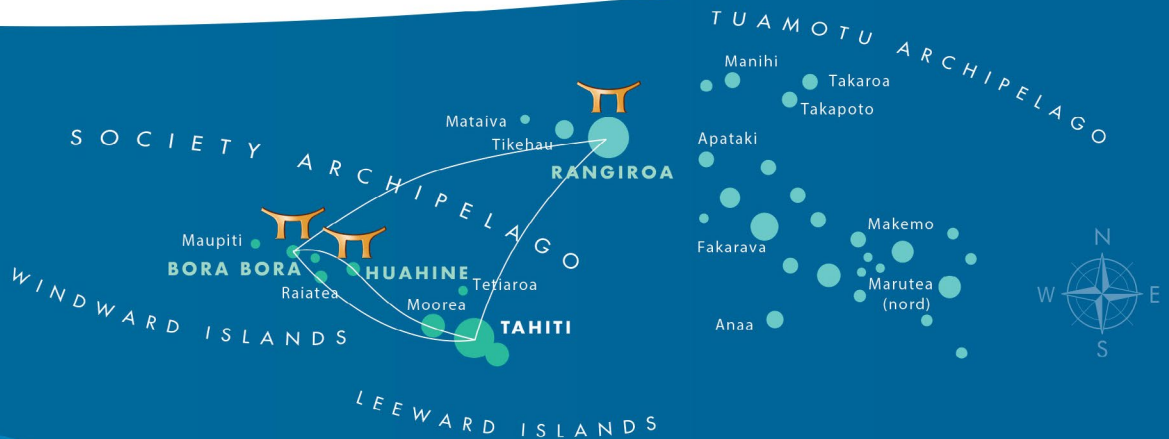 TUAMOTU ARCHIPELAGO
Manihi
Takaroa
Takapoto
Mataiva
Tikehau
RANGIROA
Apataki
SOCIETY ARCHIPELAGO
Makemo
Fakarava
Marutea
(nord)
Anaa
Maupiti
BORA BORA
HUAHINE
Raiatea
Tetiaroa
Moorea
TAHITI
WINDWARD ISLANDS
LEEWARD ISLANDS
N
W
E
S